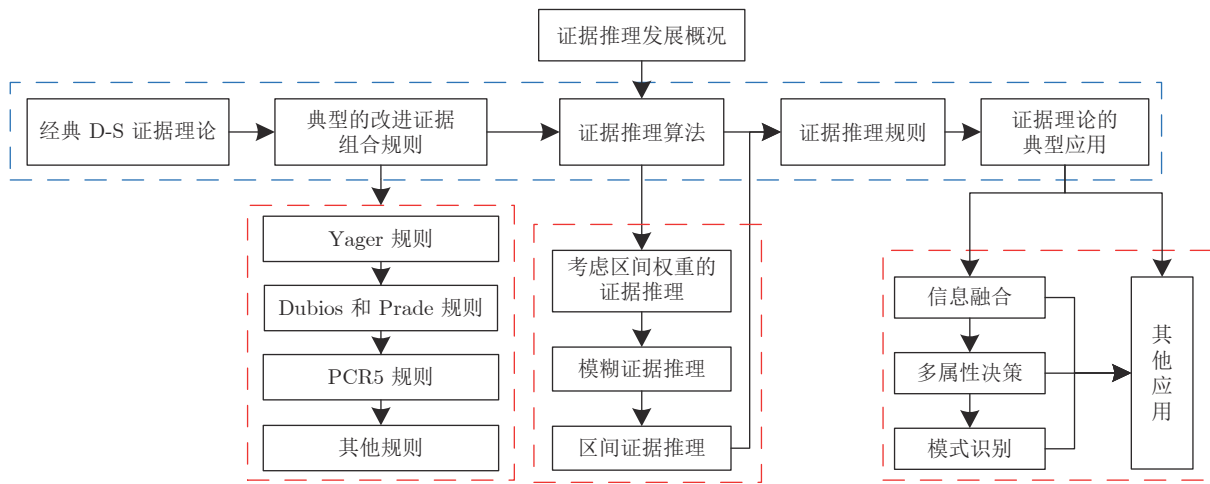 证据推理发展概况
经典 D-S 证据理论
典型的改进证据
组合规则
证据推理算法
证据推理规则
证据理论的
典型应用
Yager 规则
Dubios 和 Prade 规则
PCR5 规则
其他规则
考虑区间权重的
证据推理
模糊证据推理
区间证据推理
信息融合
多属性决策
模式识别
其
他
应
用